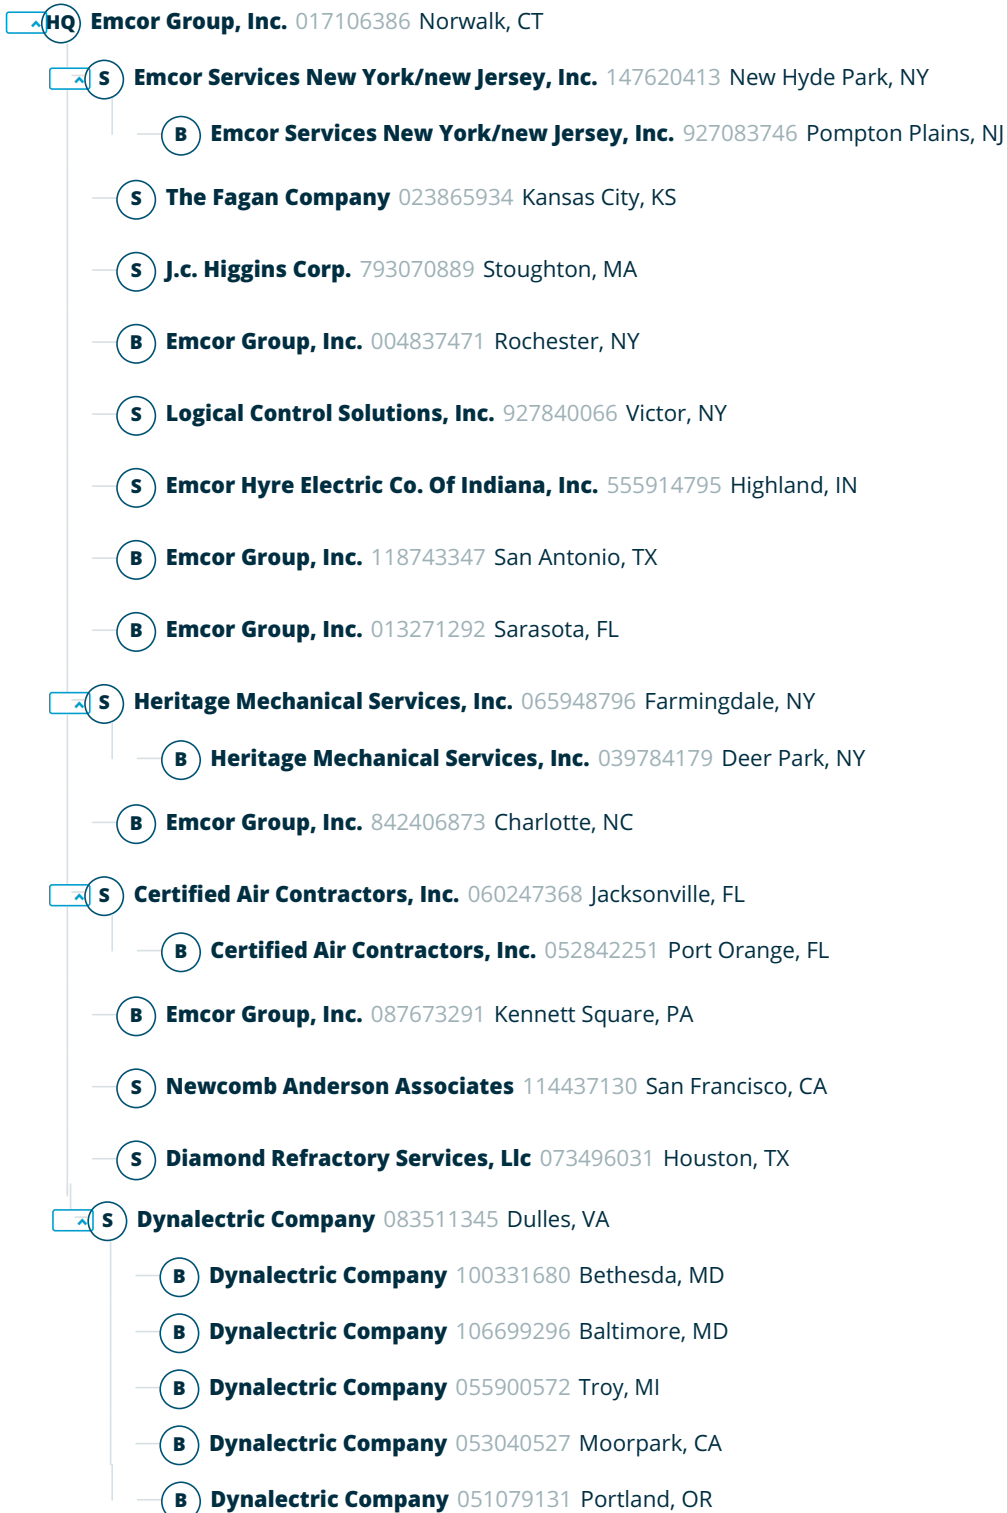 HQ Emcor Group, Inc. 017106386 Norwalk, CT
S Emcor Services New York/new Jersey, Inc. 147620413 New Hyde Park, NY
B Emcor Services New York/new Jersey, Inc. 927083746 Pompton Plains, NJ
S The Fagan Company 023865934 Kansas City, KS
S J.c. Higgins Corp. 793070889 Stoughton, MA
B Emcor Group, Inc. 004837471 Rochester, NY
S Logical Control Solutions, Inc. 927840066 Victor, NY
S Emcor Hyre Electric Co. Of Indiana, Inc. 555914795 Highland, IN
B Emcor Group, Inc. 118743347 San Antonio, TX
B Emcor Group, Inc. 013271292 Sarasota, FL
S Heritage Mechanical Services, Inc. 065948796 Farmingdale, NY
B Heritage Mechanical Services, Inc. 039784179 Deer Park, NY
B Emcor Group, Inc. 842406873 Charlotte, NC
S Certified Air Contractors, Inc. 060247368 Jacksonville, FL
B Certified Air Contractors, Inc. 052842251 Port Orange, FL
B Emcor Group, Inc. 087673291 Kennett Square, PA
S Newcomb Anderson Associates 114437130 San Francisco, CA
S Diamond Refractory Services, Llc 073496031 Houston, TX
S Dynalectric Company 083511345 Dulles, VA
B Dynalectric Company 100331680 Bethesda, MD
B Dynalectric Company 106699296 Baltimore, MD
B Dynalectric Company 055900572 Troy, MI
B Dynalectric Company 053040527 Moorpark, CA
B Dynalectric Company 051079131 Portland, OR